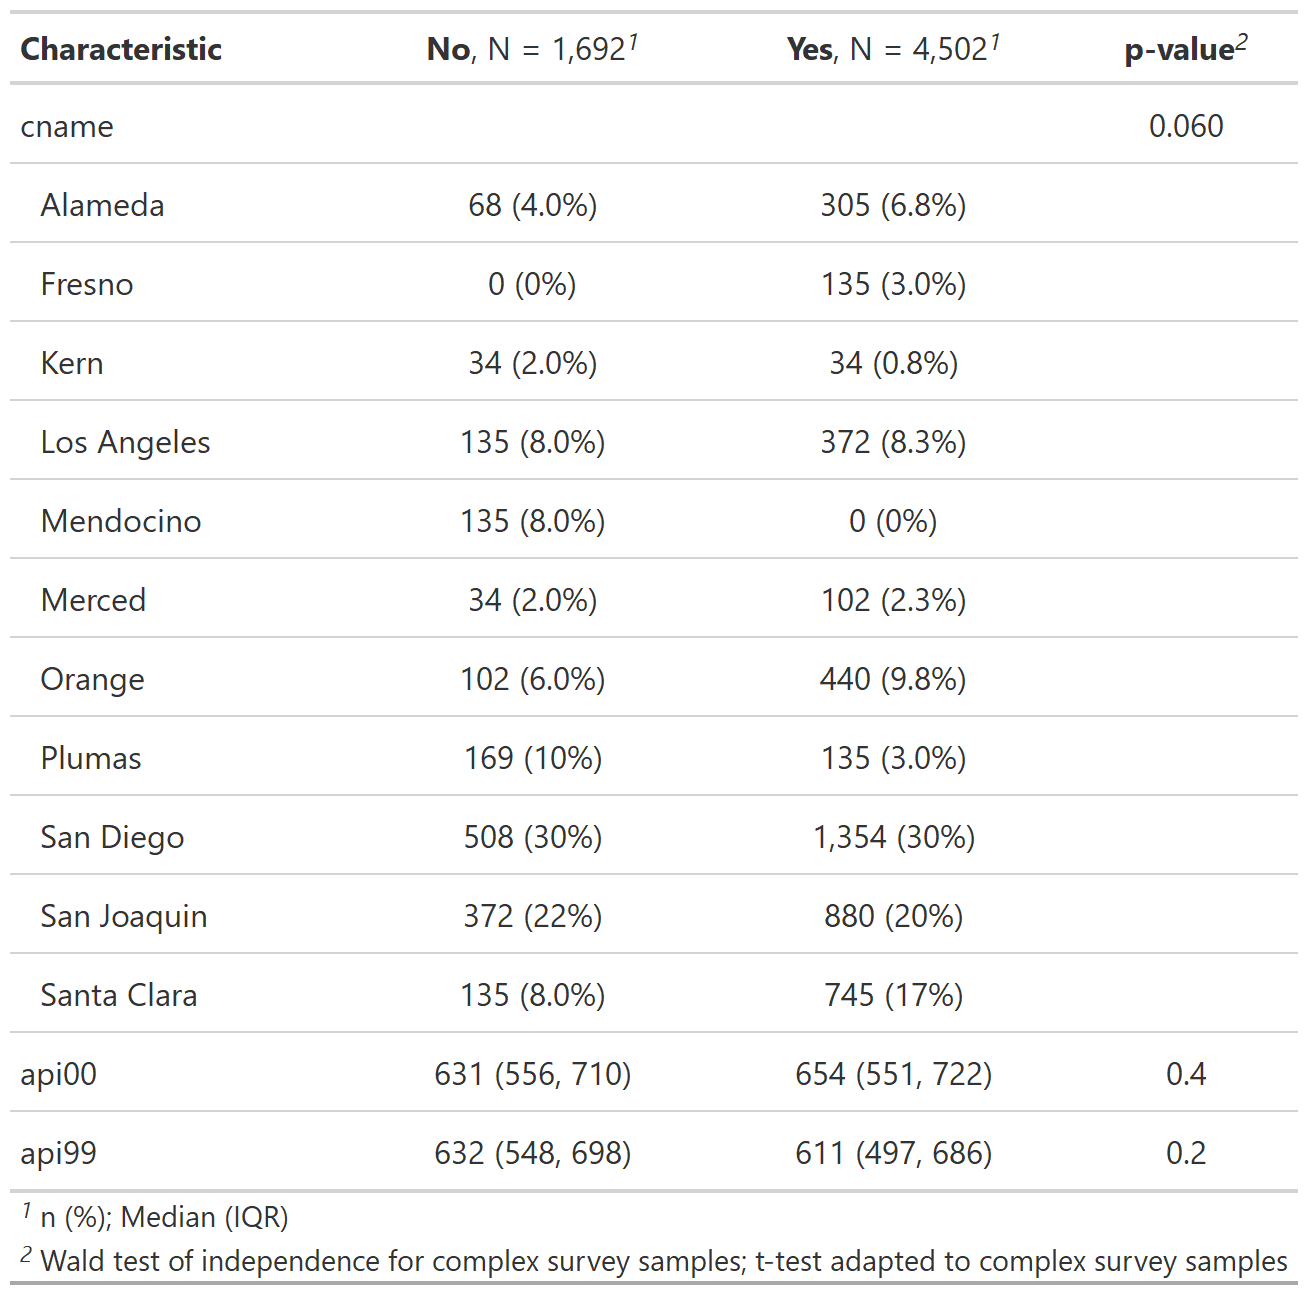 Characteristic No, N = 1,692¹ Yes, N = 4,502¹ p-value²
cname 0.060
Alameda 68 (4.0%) 305 (6.8%)
Fresno 0 (0%) 135 (3.0%)
Kern 34 (2.0%) 34 (0.8%)
Los Angeles 135 (8.0%) 372 (8.3%)
Mendocino 135 (8.0%) 0 (0%)
Merced 34 (2.0%) 102 (2.3%)
Orange 102 (6.0%) 440 (9.8%)
Plumas 169 (10%) 135 (3.0%)
San Diego 508 (30%) 1,354 (30%)
San Joaquin 372 (22%) 880 (20%)
Santa Clara 135 (8.0%) 745 (17%)
api00 631 (556, 710) 654 (551, 722) 0.4
api99 632 (548, 698) 611 (497, 686) 0.2
¹ n (%); Median (IQR)
² Wald test of independence for complex survey samples; t-test adapted to complex survey samples